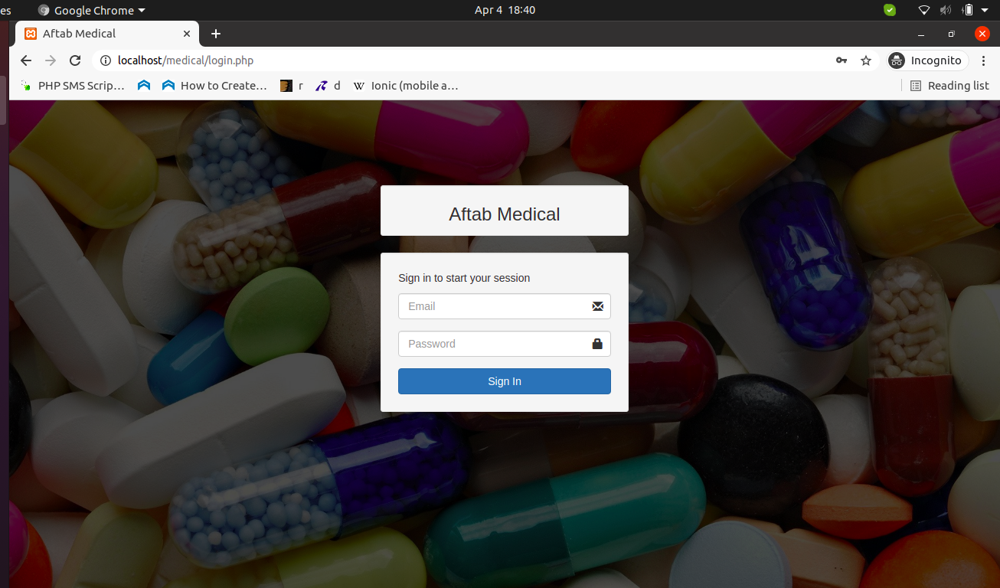 es Google Chrome Apr 4 18:40
Aftab Medical
localhost/medical/login.php Incognito
PHP SMS Scrip… How to Create… r d W Ionic (mobile a… Reading list
Aftab Medical
Sign in to start your session
Email
Password
Sign In